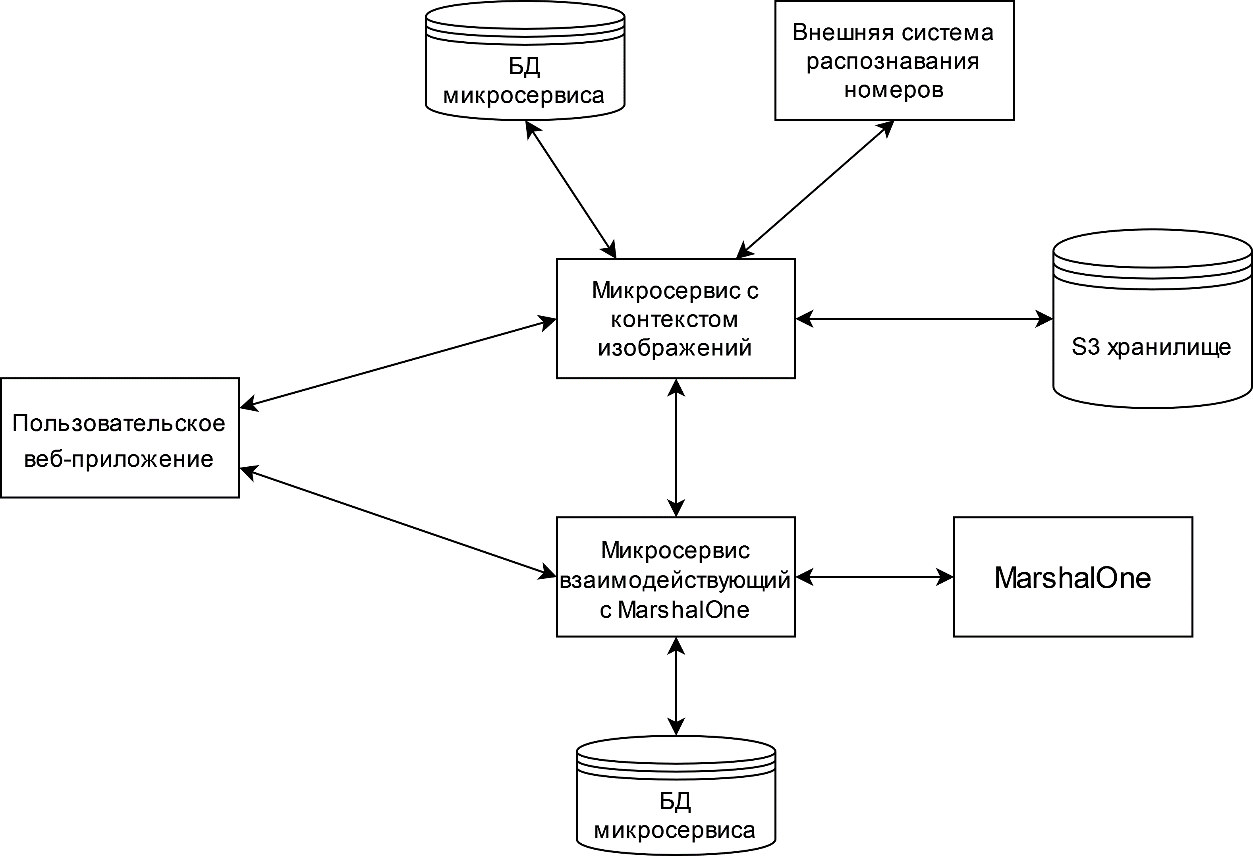 БД
микросервиса
Внешняя система
распознавания
номеров
Микросервис с
контекстом
изображений
S3 хранилище
Пользовательское
веб-приложение
Микросервис
взаимодействующий
с MarshalOne
MarshalOne
БД
микросервиса